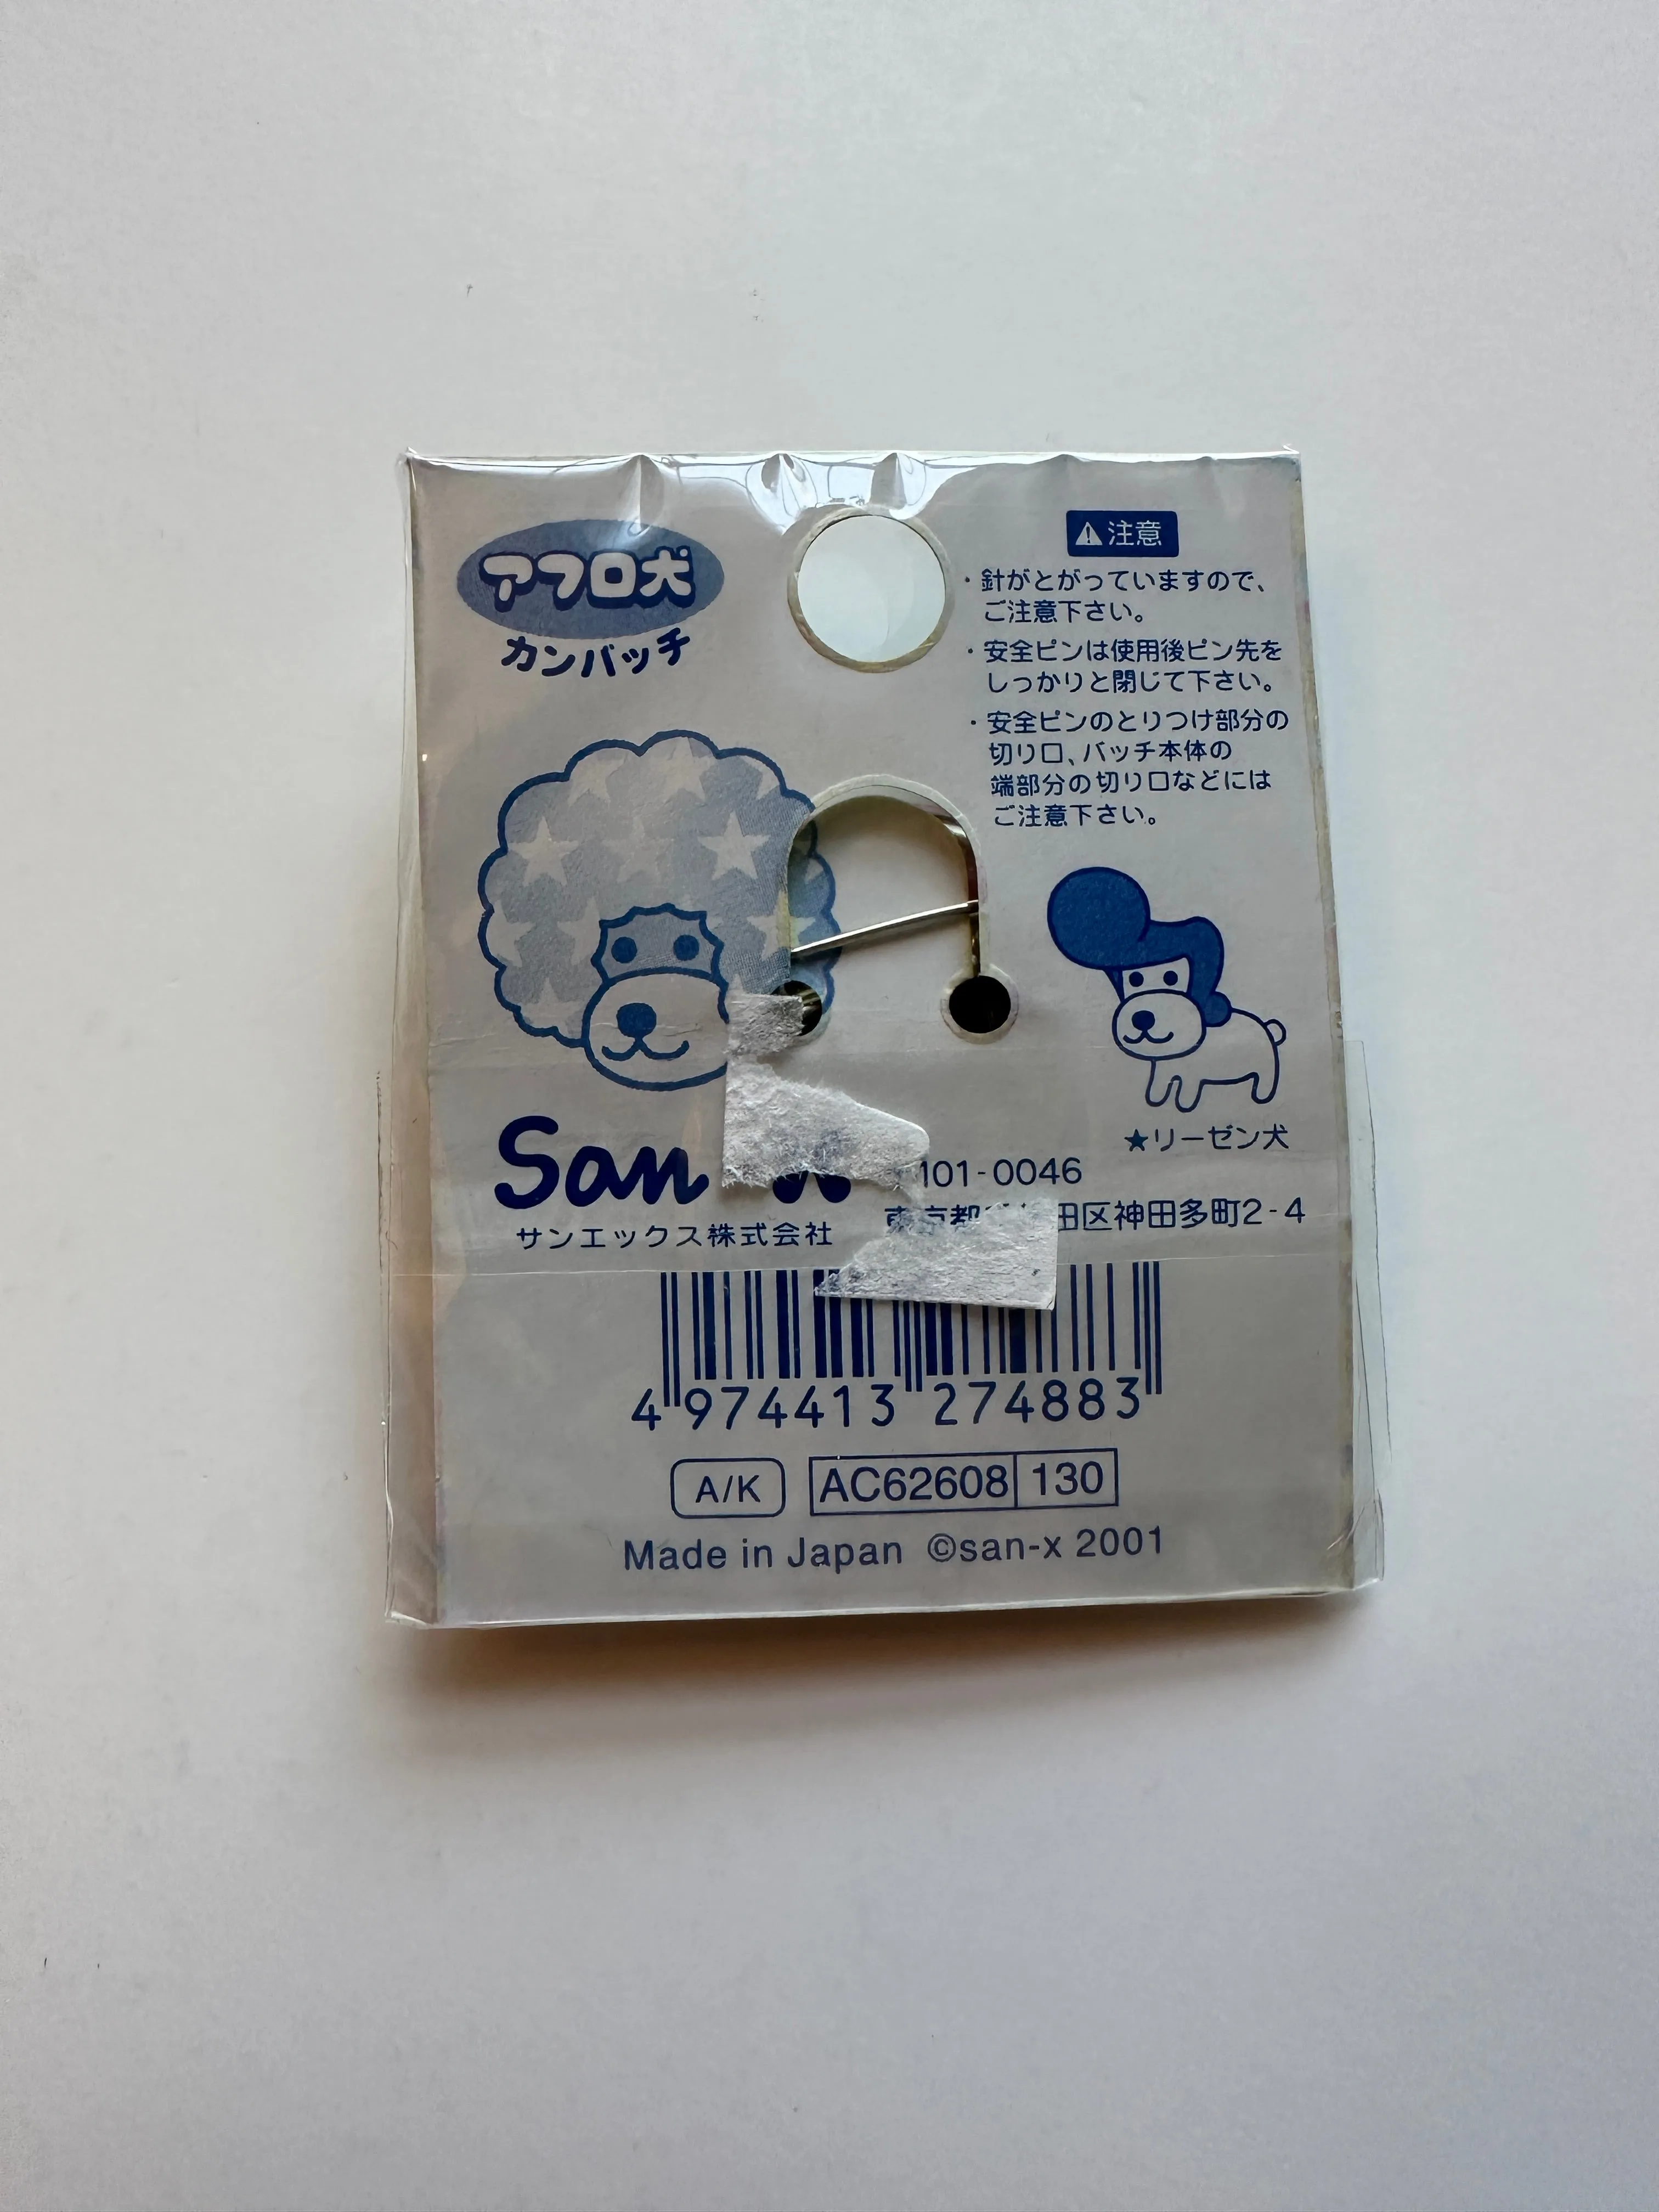 アフロ犬
カンバッチ
注意
・針がとがっていますので、
ご注意下さい。
・安全ピンは使用後ピン先を
しっかりと閉じて下さい。
・安全ピンのとりつけ部分の
切り口、バッチ本体の
端部分の切り口などには
ご注意下さい。
★リーゼン犬
San
サンエックス株式会社
101-0046
東京都 田区神田多町2-4
4 974413 274883
A/K AC62608 130
Made in Japan ©san-x 2001